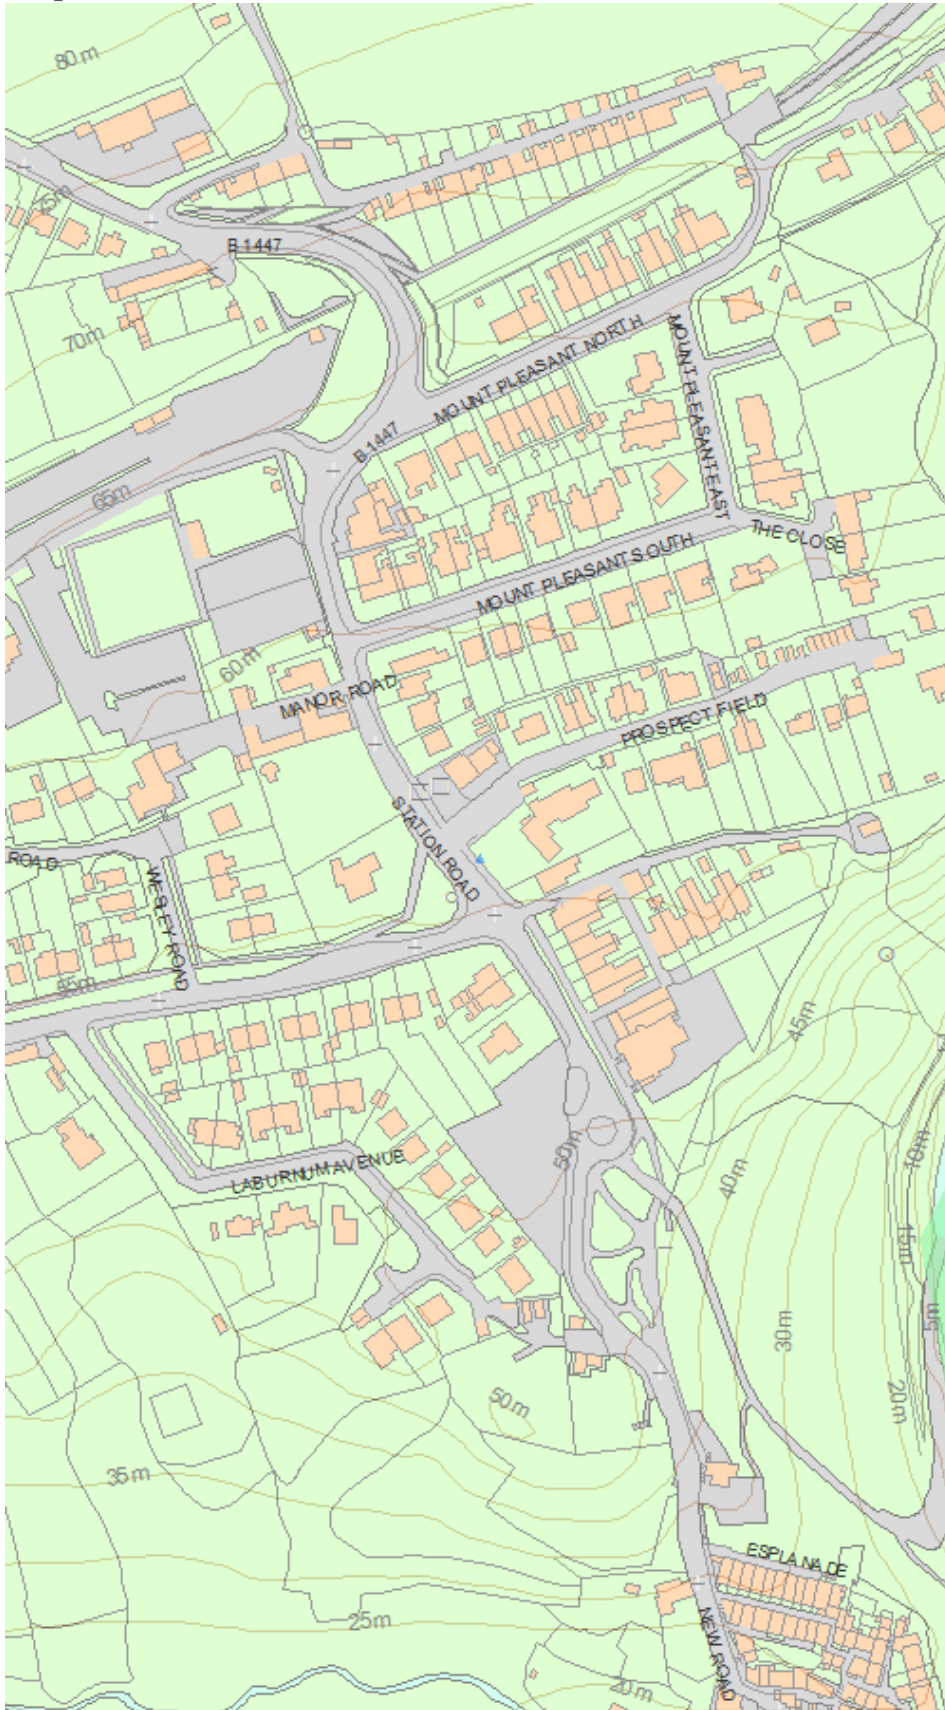 80m
75m
B 1447
70m
MOUNT PLEASANT NORTH
MOUNT PLEASANT EAST
B 1447
65m
THE CLOSE
MOUNT PLEASANT SOUTH
60m
MANOR ROAD
PROSPECT FIELD
STATION ROAD
ROAD
WESLEY ROAD
55m
45m
50m
10m
LABURNUM AVENUE
40m
15m
30m
5m
50m
20m
35m
ESPLANADE
25m
NEW ROAD
20m